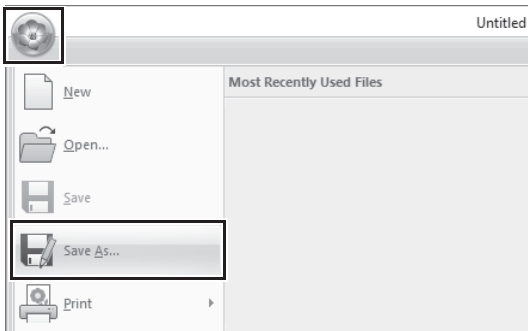 Untitled
Most Recently Used Files
New
Open...
Save
Save As...
Print